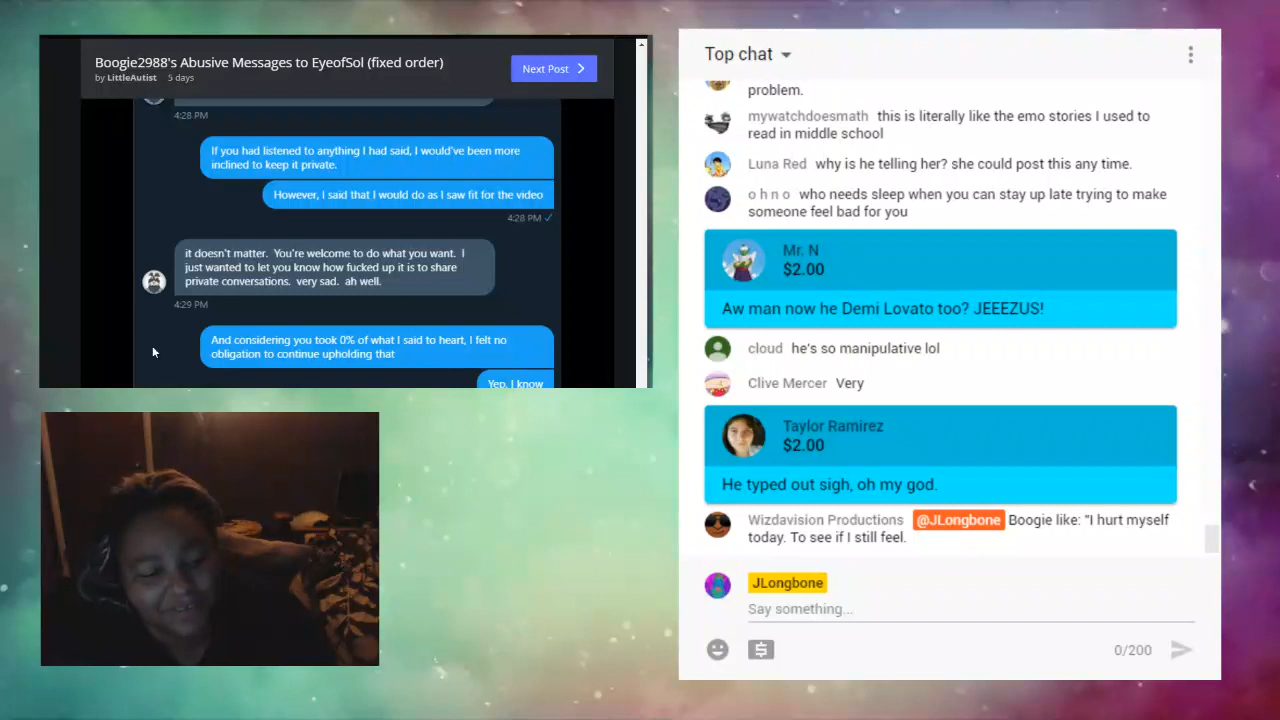 Boogie2988's Abusive Messages to EyeofSol (fixed order)
by LittleAutist 5 days
Next Post
4:28 PM
If you had listened to anything I had said, I would've been more
inclined to keep it private.
However, I said that I would do as I saw fit for the video
4:28 PM
it doesn't matter. You're welcome to do what you want. I
just wanted to let you know how fucked up it is to share
private conversations. very sad. ah well.
4:29 PM
And considering you took 0% of what I said to heart, I felt no
obligation to continue upholding that
Yep, I know
Top chat
problem.
mywatchdoesmath this is literally like the emo stories I used to
read in middle school
Luna Red why is he telling her? she could post this any time.
o h n o who needs sleep when you can stay up late trying to make
someone feel bad for you
Mr. N
$2.00
Aw man now he Demi Lovato too? JEEEZUS!
cloud he's so manipulative lol
Clive Mercer Very
Taylor Ramirez
$2.00
He typed out sigh, oh my god.
Wizdavision Productions @JLongbone Boogie like: "I hurt myself
today. To see if I still feel.
JLongbone
Say something...
0/200